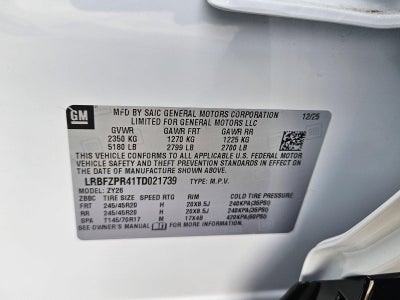 GM
MFD BY SAIC GENERAL MOTORS CORPORATION
LIMITED FOR GENERAL MOTORS LLC
12/25
GVWR GAWR FRT GAWR RR
2350 KG 1270 KG 1225 KG
5180 LB 2799 LB 2700 LB
THIS VEHICLE CONFORMS TO ALL APPLICABLE U.S. FEDERAL MOTOR
VEHICLE SAFETY AND THEFT PREVENTION STANDARDS IN EFFECT ON
THE DATE OF MANUFACTURE SHOWN ABOVE.
LRBFZPR41TD021739 TYPE: M.P.V.
MODEL: ZY26
ZBBC TIRE SIZE SPEED RTG RIM COLD TIRE PRESSURE
FRT 245/45R20 H 20X8.5J 240KPA(35PSI)
RR 245/45R20 H 20X8.5J 240KPA(35PSI)
SPA T145/70R17 M 17X4B 420KPA(60PSI)
SEE OWNER'S MANUAL FOR MORE INFORMATION.